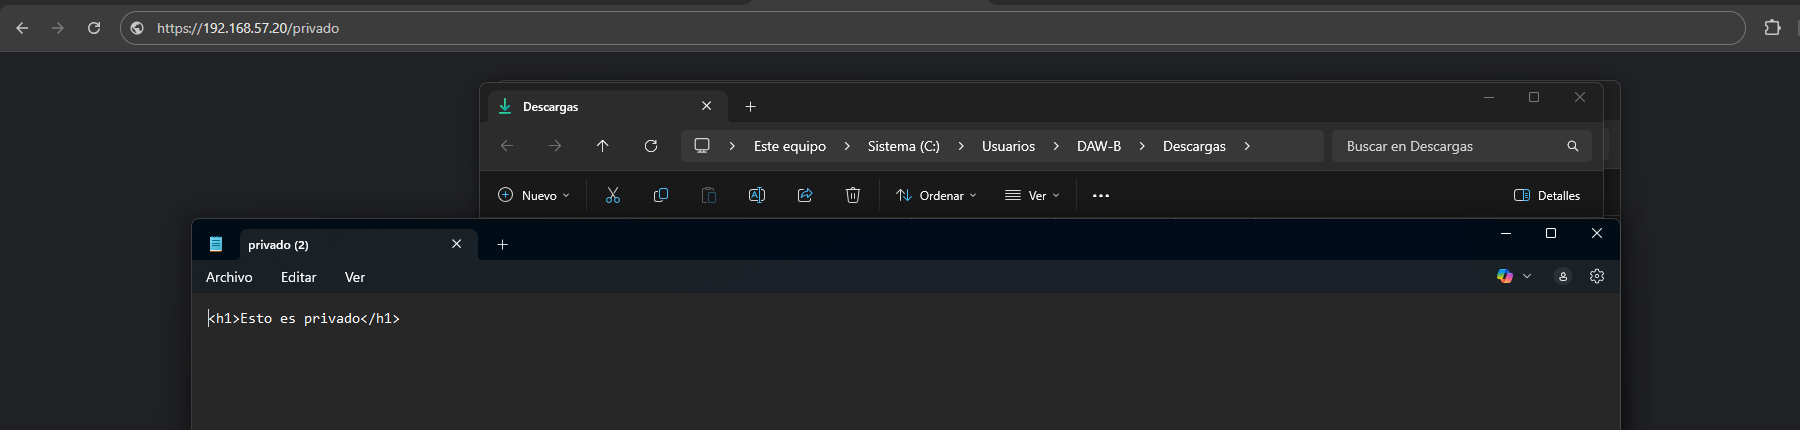 https://192.168.57.20/privado
Descargas
Este equipo > Sistema (C:) > Usuarios > DAW-B > Descargas >
Buscar en Descargas
Nuevo
Ordenar
Ver
Detalles
privado (2)
Archivo Editar Ver
<h1>Esto es privado</h1>